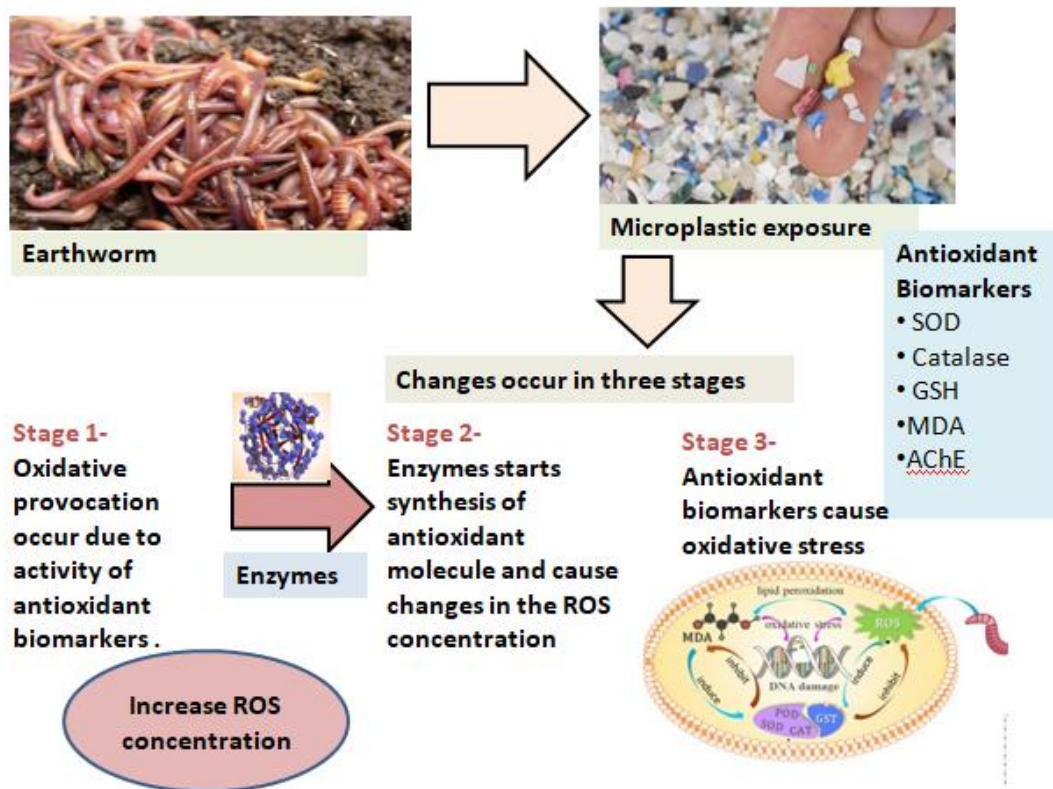 Earthworm
Microplastic exposure
Antioxidant
Biomarkers
• SOD
• Catalase
• GSH
•MDA
•AChE
Changes occur in three stages
Stage 1-
Oxidative
provocation
occur due to
activity of
antioxidant
biomarkers .
Enzymes
Increase ROS
concentration
Stage 2-
Enzymes starts
synthesis of
antioxidant
molecule and cause
changes in the ROS
concentration
Stage 3-
Antioxidant
biomarkers cause
oxidative stress
lipid peroxidation
MDA
oxidative stress
ROS
DNA damage
induce
inhibit
induce
inhibit
POD
SOD CAT
GST